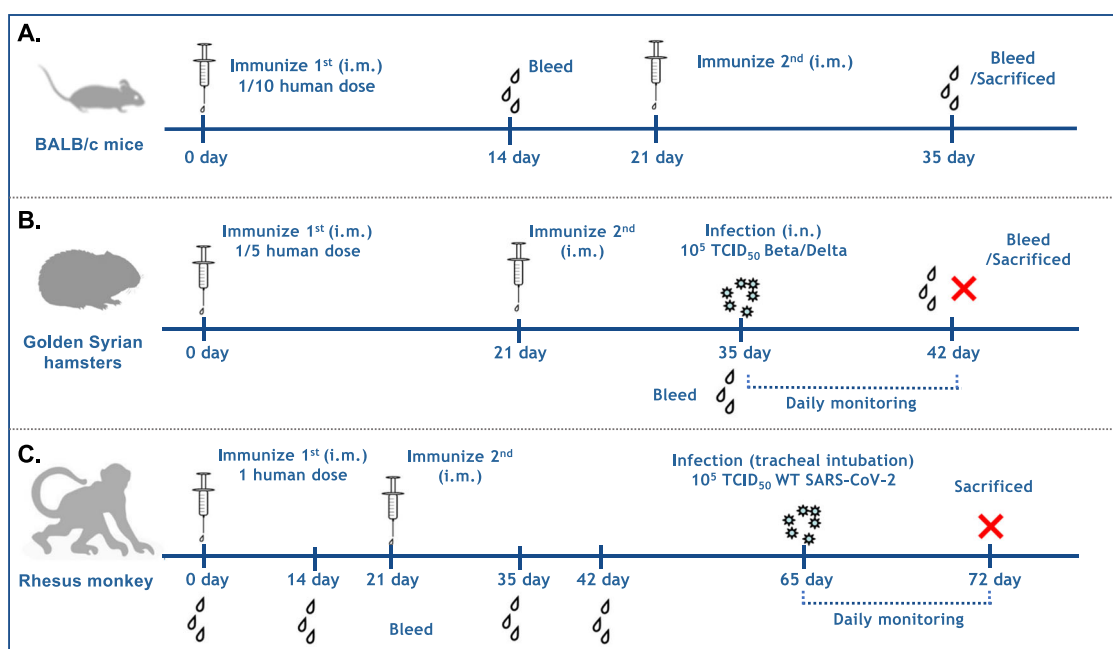 A.
Immunize 1st (i.m.)
1/10 human dose
Bleed
Immunize 2nd (i.m.)
Bleed
/Sacrificed
BALB/c mice
0 day
14 day
21 day
35 day
B.
Immunize 1st (i.m.)
1/5 human dose
Immunize 2nd
(i.m.)
Infection (i.n.)
10⁵ TCID₅₀ Beta/Delta
Bleed
/Sacrificed
Golden Syrian
hamsters
0 day
21 day
35 day
42 day
Bleed
Daily monitoring
C.
Immunize 1st (i.m.)
1 human dose
Immunize 2nd
(i.m.)
Infection (tracheal intubation)
10⁵ TCID₅₀ WT SARS-CoV-2
Sacrificed
Rhesus monkey
0 day
14 day
21 day
35 day
42 day
65 day
72 day
Bleed
Daily monitoring